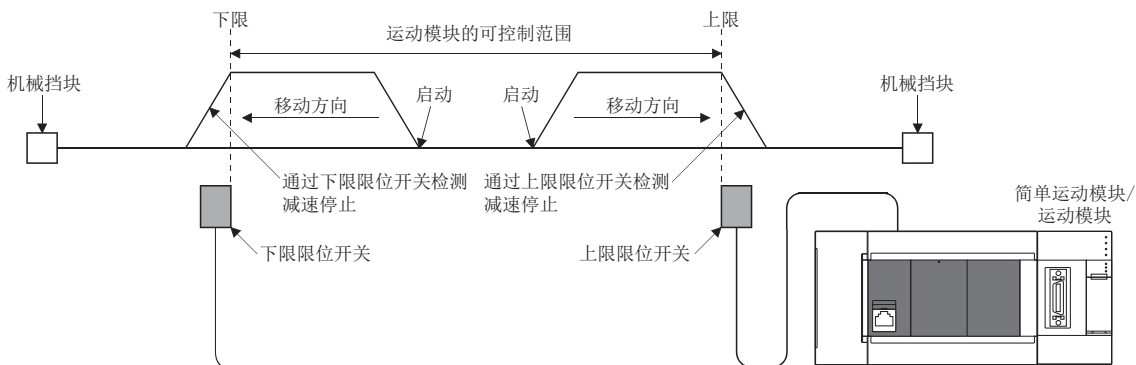 下限
上限
运动模块的可控制范围
机械挡块
启动
启动
机械挡块
移动方向
移动方向
通过下限限位开关检测
减速停止
通过上限限位开关检测
减速停止
简单运动模块/
运动模块
下限限位开关
上限限位开关